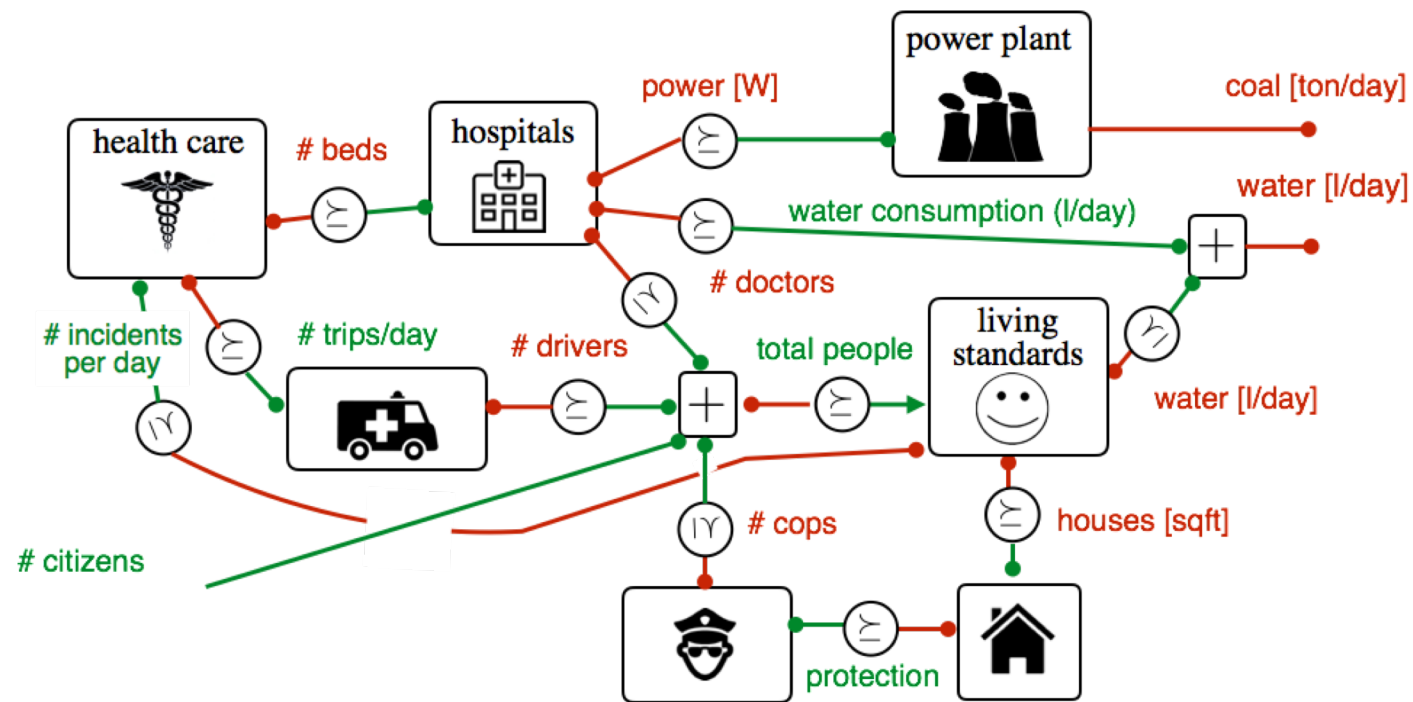 power plant
power [W]
coal [ton/day]
health care
# beds
hospitals
water [l/day]
water consumption (l/day)
# doctors
# incidents
per day
# trips/day
# drivers
total people
living
standards
water [l/day]
# cops
houses [sqft]
# citizens
protection